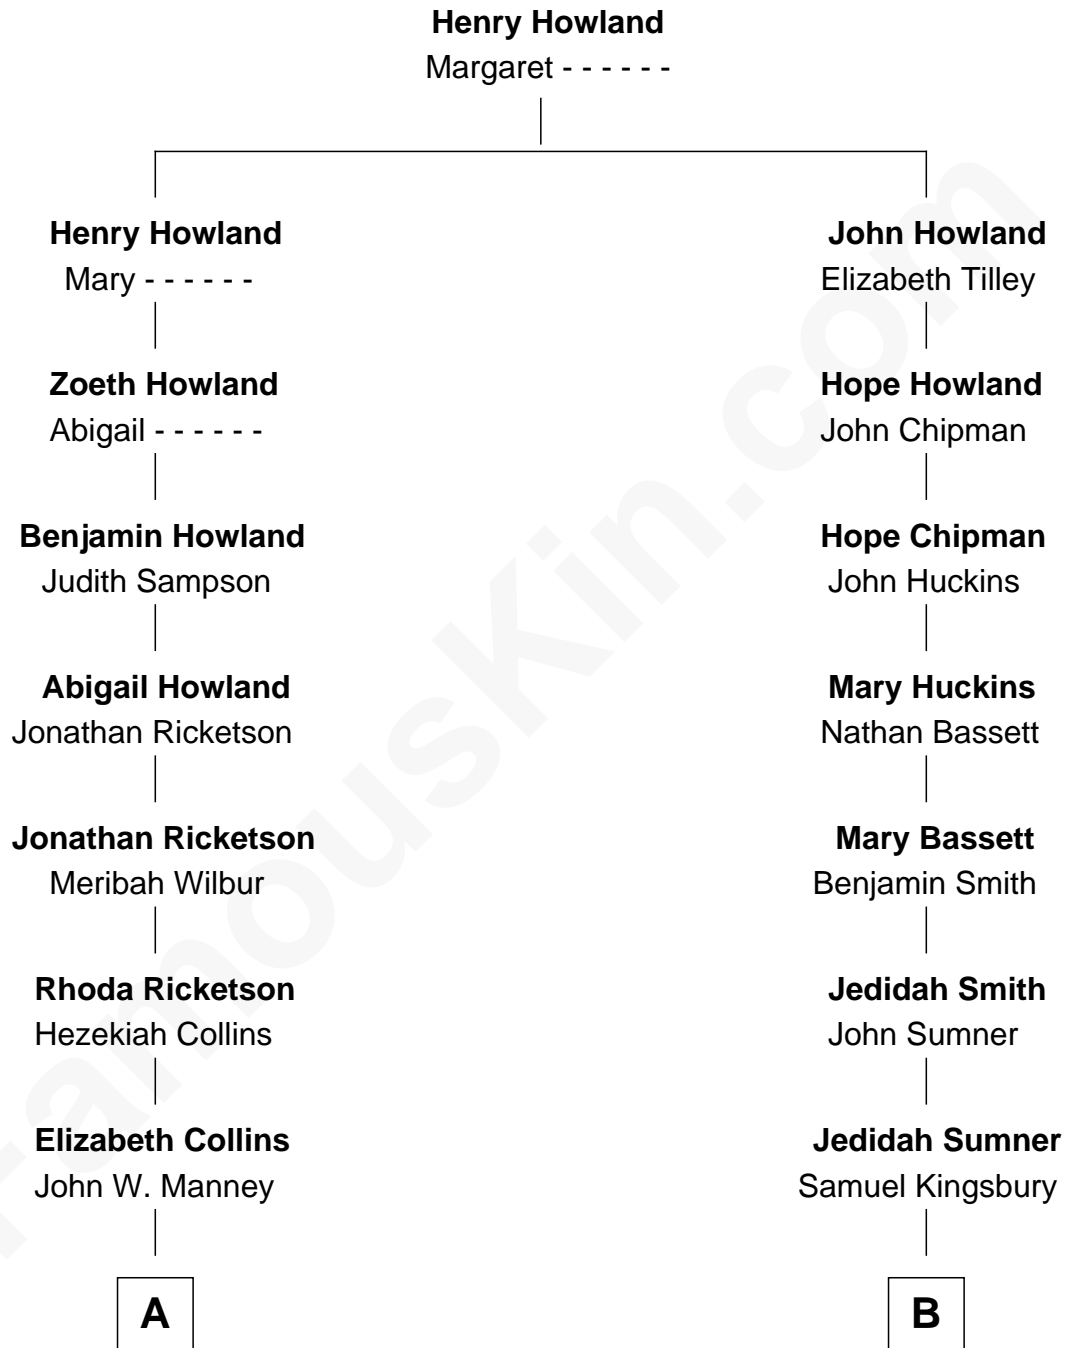 Henry Howland
Margaret - - - - - -
Henry Howland
Mary - - - - - -
Zoeth Howland
Abigail - - - - - -
Benjamin Howland
Judith Sampson
Abigail Howland
Jonathan Ricketson
Jonathan Ricketson
Meribah Wilbur
Rhoda Ricketson
Hezekiah Collins
Elizabeth Collins
John W. Manney
A
John Howland
Elizabeth Tilley
Hope Howland
John Chipman
Hope Chipman
John Huckins
Mary Huckins
Nathan Bassett
Mary Bassett
Benjamin Smith
Jedidah Smith
John Sumner
Jedidah Sumner
Samuel Kingsbury
B
FamousKin.com